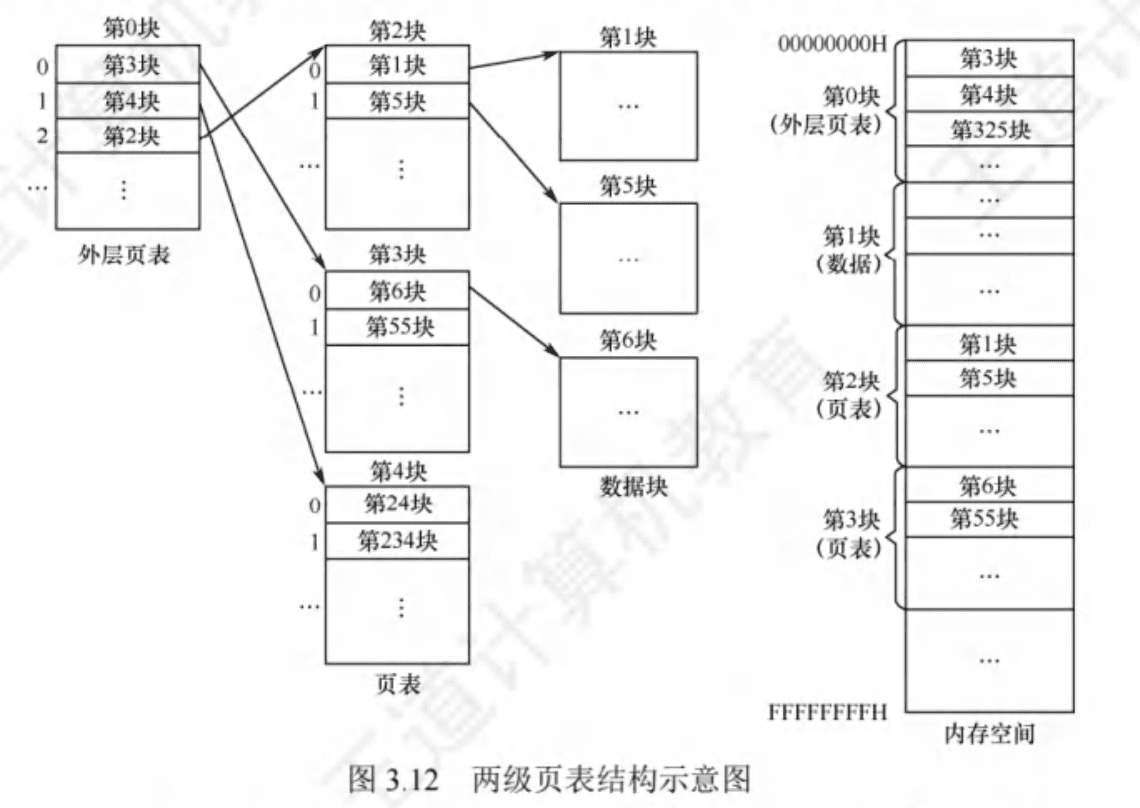 第0块
0 第3块
1 第4块
2 第2块
… ⋮
外层页表
第2块
0 第1块
1 第5块
… ⋮
第3块
0 第6块
1 第55块
… ⋮
第4块
0 第24块
1 第234块
… ⋮
页表
第1块
…
第5块
…
第6块
…
数据块
00000000H
第0块
(外层页表)
第3块
第4块
第325块
…
第1块
(数据)
…
…
…
第2块
(页表)
第1块
第5块
…
第3块
(页表)
第6块
第55块
…
…
FFFFFFFFH
内存空间
图 3.12 两级页表结构示意图
王道计算机教育